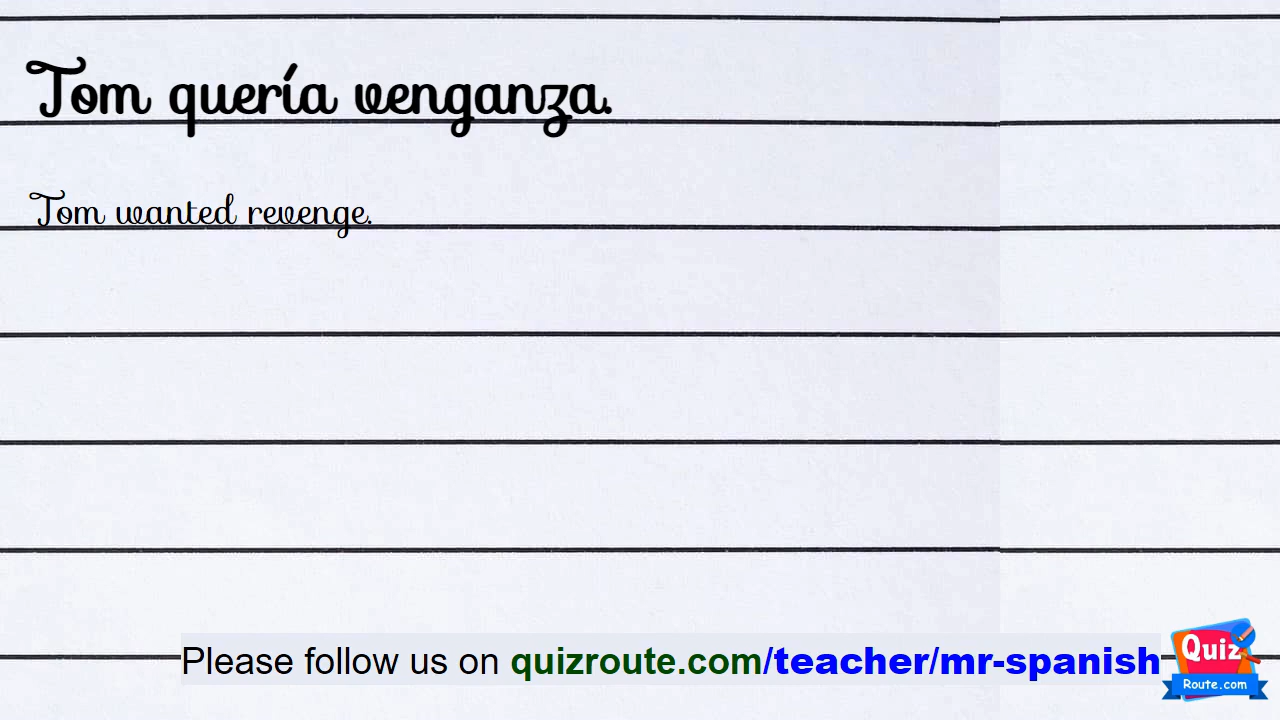 Tom quería venganza.
Tom wanted revenge.
Please follow us on quizroute.com/teacher/mr-spanish
Quiz
Route.com